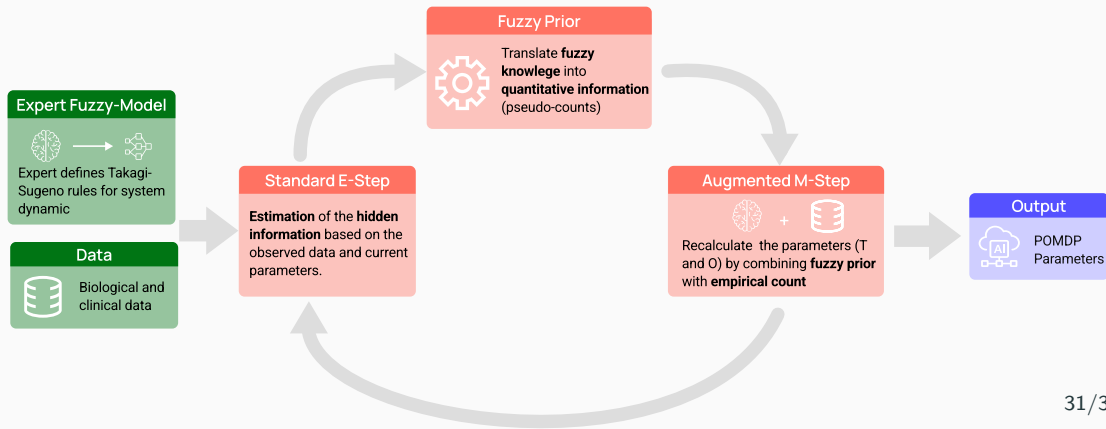 Fuzzy Prior
Translate fuzzy
knowlege into
quantitative information
(pseudo-counts)
Expert Fuzzy-Model
Expert defines Takagi-
Sugeno rules for system
dynamic
Data
Biological and
clinical data
Standard E-Step
Estimation of the hidden
information based on the
observed data and current
parameters.
Augmented M-Step
+
Recalculate the parameters (T
and O) by combining fuzzy prior
with empirical count
Output
AI
POMDP
Parameters
31/3